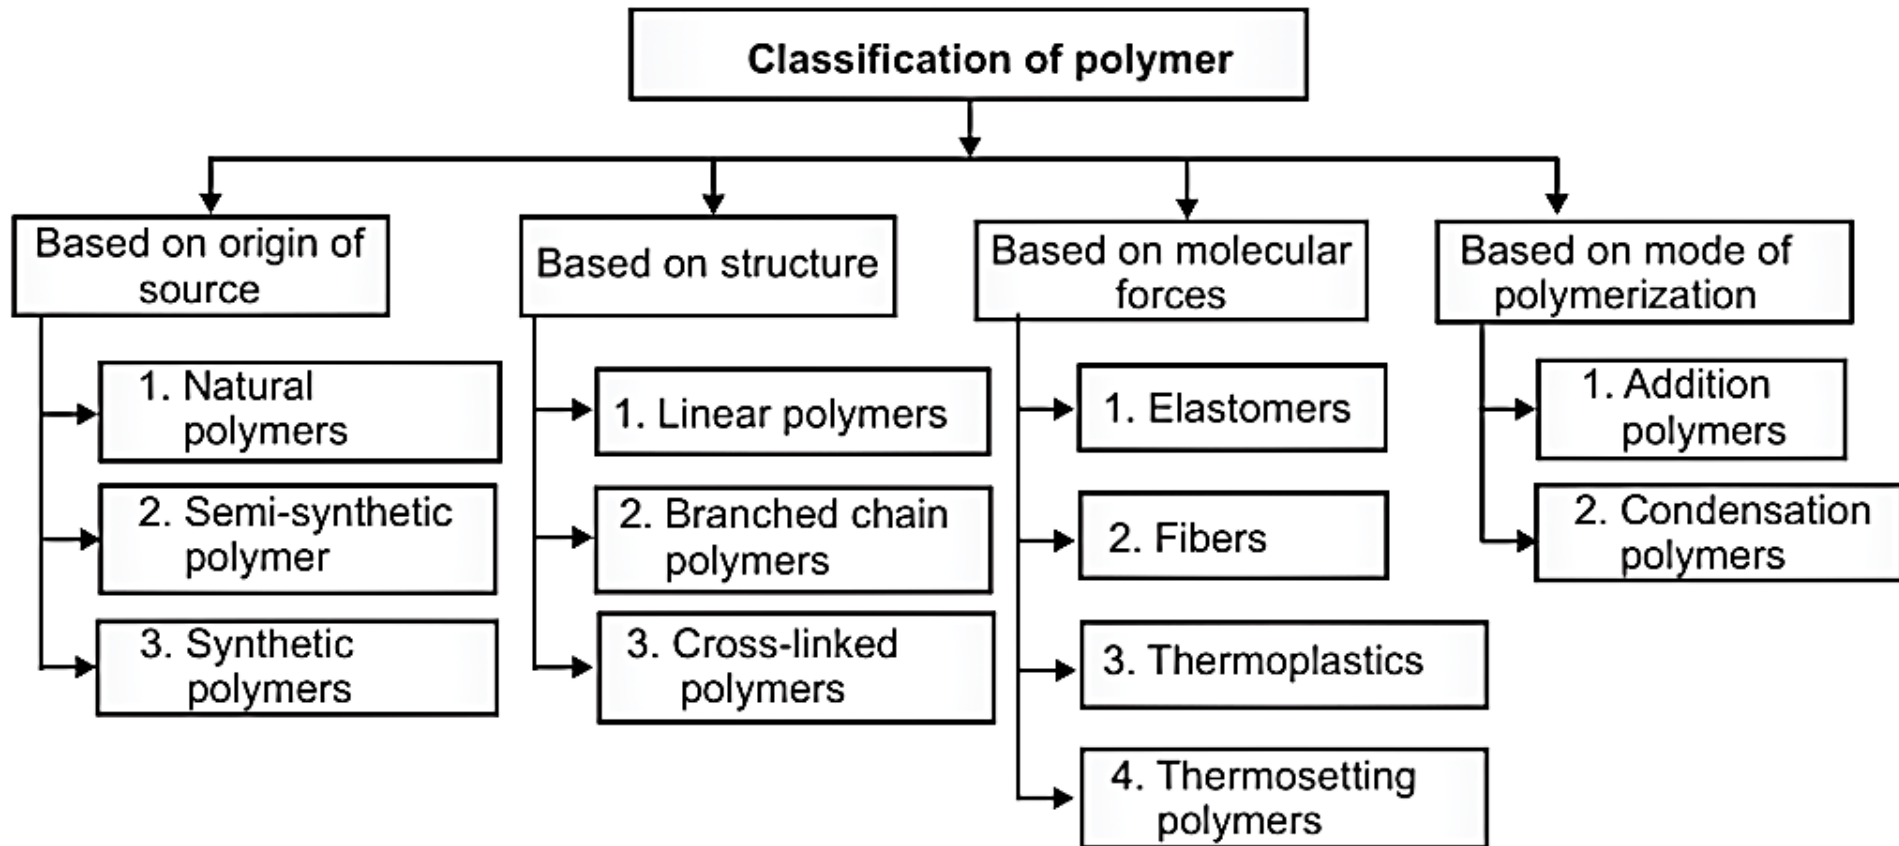 Classification of polymer
Based on origin of
source
1. Natural
polymers
2. Semi-synthetic
polymer
3. Synthetic
polymers
Based on structure
1. Linear polymers
2. Branched chain
polymers
3. Cross-linked
polymers
Based on molecular
forces
1. Elastomers
2. Fibers
3. Thermoplastics
4. Thermosetting
polymers
Based on mode of
polymerization
1. Addition
polymers
2. Condensation
polymers